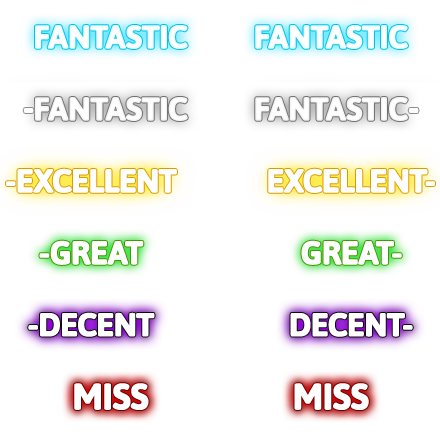 FANTASTIC FANTASTIC
-FANTASTIC FANTASTIC-
-EXCELLENT EXCELLENT-
-GREAT GREAT-
-DECENT DECENT-
MISS MISS